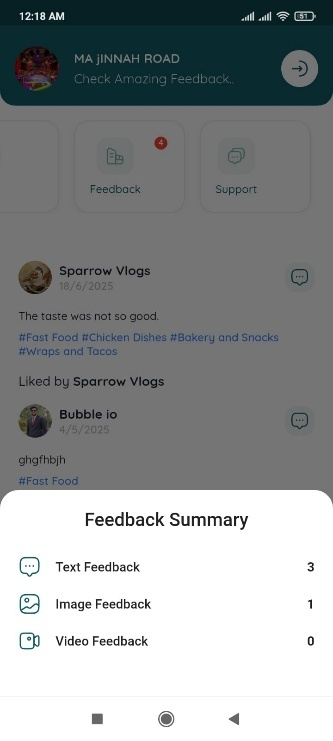 12:18 AM
51
MA jINNAH ROAD
Check Amazing Feedback..
4
Feedback
Support
Sparrow Vlogs
18/6/2025
The taste was not so good.
#Fast Food #Chicken Dishes #Bakery and Snacks
#Wraps and Tacos
Liked by Sparrow Vlogs
Bubble io
4/5/2025
ghgfhbjh
#Fast Food
Feedback Summary
Text Feedback 3
Image Feedback 1
Video Feedback 0